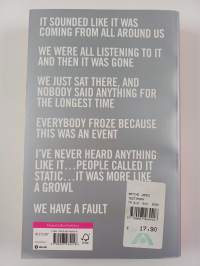 IT SOUNDED LIKE IT WAS
COMING FROM ALL AROUND US
WE WERE ALL LISTENING TO IT
AND THEN IT WAS GONE
WE JUST SAT THERE, AND
NOBODY SAID ANYTHING FOR
THE LONGEST TIME
EVERYBODY FROZE BECAUSE
THIS WAS AN EVENT
I'VE NEVER HEARD ANYTHING
LIKE IT... PEOPLE CALLED IT
STATIC... IT WAS MORE LIKE
A GROWL
WE HAVE A FAULT
17.90